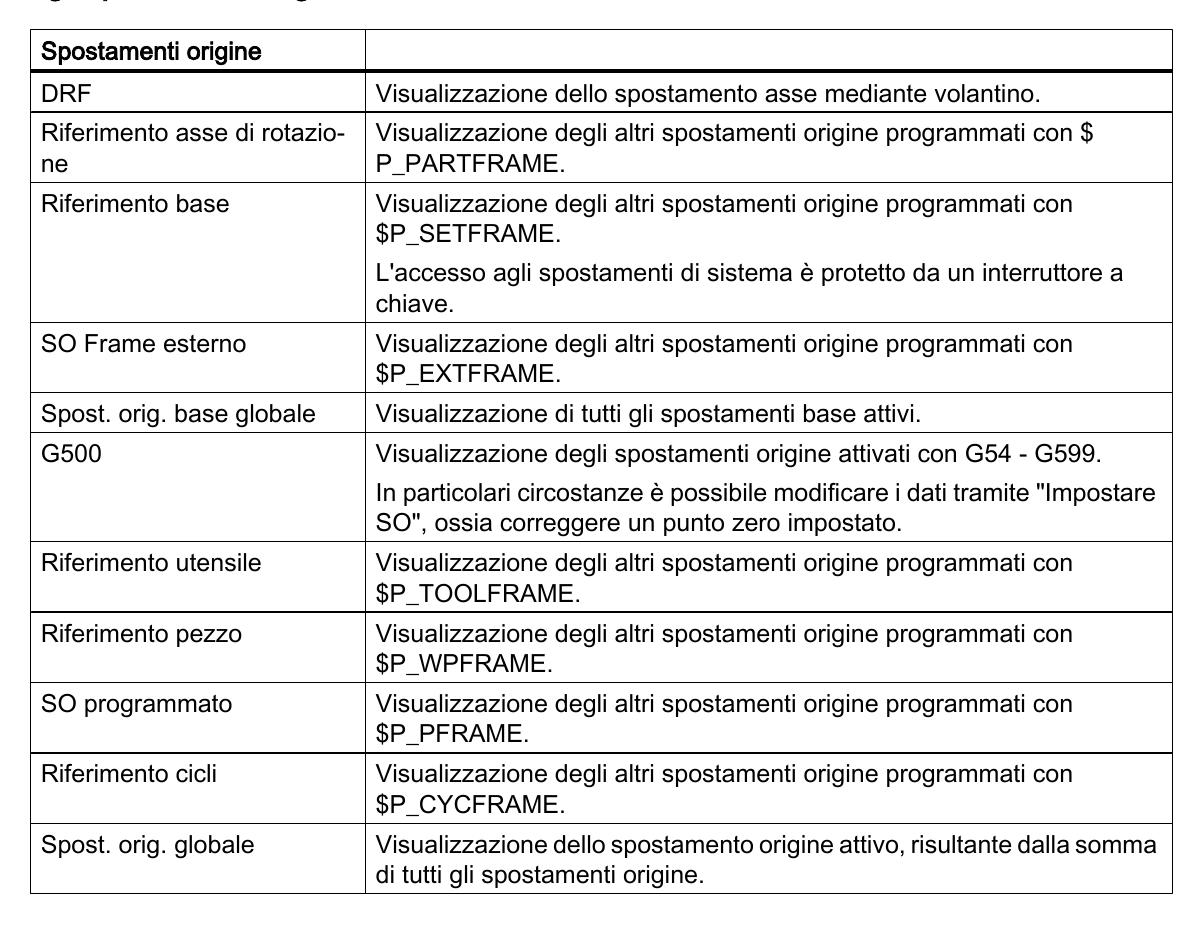 Spostamenti origine
DRF
Visualizzazione dello spostamento asse mediante volantino.
Riferimento asse di rotazio-
ne
Visualizzazione degli altri spostamenti origine programmati con $
P_PARTFRAME.
Riferimento base
Visualizzazione degli altri spostamenti origine programmati con
$P_SETFRAME.
L'accesso agli spostamenti di sistema è protetto da un interruttore a
chiave.
SO Frame esterno
Visualizzazione degli altri spostamenti origine programmati con
$P_EXTFRAME.
Spost. orig. base globale
Visualizzazione di tutti gli spostamenti base attivi.
G500
Visualizzazione degli spostamenti origine attivati con G54 - G599.
In particolari circostanze è possibile modificare i dati tramite "Impostare
SO", ossia correggere un punto zero impostato.
Riferimento utensile
Visualizzazione degli altri spostamenti origine programmati con
$P_TOOLFRAME.
Riferimento pezzo
Visualizzazione degli altri spostamenti origine programmati con
$P_WPFRAME.
SO programmato
Visualizzazione degli altri spostamenti origine programmati con
$P_PFRAME.
Riferimento cicli
Visualizzazione degli altri spostamenti origine programmati con
$P_CYCFRAME.
Spost. orig. globale
Visualizzazione dello spostamento origine attivo, risultante dalla somma
di tutti gli spostamenti origine.